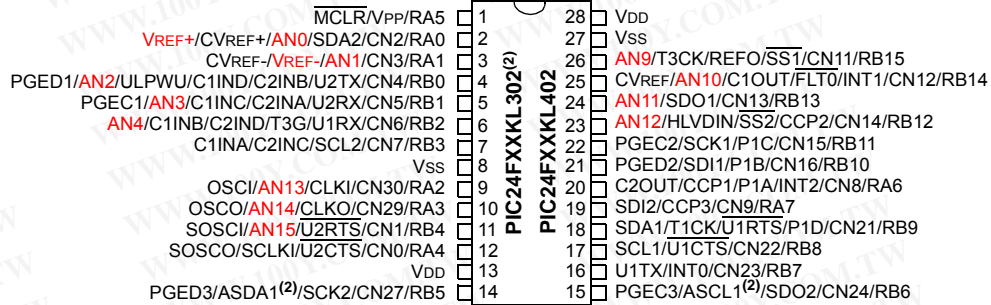 MCLR/VPP/RA5 1
VREF+/CVREF+/AN0/SDA2/CN2/RA0 2
CVREF-/VREF-/AN1/CN3/RA1 3
PGED1/AN2/ULPWU/C1IND/C2INB/U2TX/CN4/RB0 4
PGEC1/AN3/C1INC/C2INA/U2RX/CN5/RB1 5
AN4/C1INB/C2IND/T3G/U1RX/CN6/RB2 6
C1INA/C2INC/SCL2/CN7/RB3 7
VSS 8
OSCI/AN13/CLKI/CN30/RA2 9
OSCO/AN14/CLKO/CN29/RA3 10
SOSCI/AN15/U2RTS/CN1/RB4 11
SOSCO/SCLKI/U2CTS/CN0/RA4 12
VDD 13
PGED3/ASDA1(2)/SCK2/CN27/RB5 14
PIC24FXXKL302(2)
PIC24FXXKL402
28 VDD
27 VSS
26 AN9/T3CK/REFO/SS1/CN11/RB15
25 CVREF/AN10/C1OUT/FLT0/INT1/CN12/RB14
24 AN11/SDO1/CN13/RB13
23 AN12/HLVDIN/SS2/CCP2/CN14/RB12
22 PGEC2/SCK1/P1C/CN15/RB11
21 PGED2/SDI1/P1B/CN16/RB10
20 C2OUT/CCP1/P1A/INT2/CN8/RA6
19 SDI2/CCP3/CN9/RA7
18 SDA1/T1CK/U1RTS/P1D/CN21/RB9
17 SCL1/U1CTS/CN22/RB8
16 U1TX/INT0/CN23/RB7
15 PGEC3/ASCL1(2)/SDO2/CN24/RB6